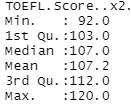 TOEFL.Score..x2.
Min.   : 92.0
1st Qu.:103.0
Median :107.0
Mean   :107.2
3rd Qu.:112.0
Max.   :120.0